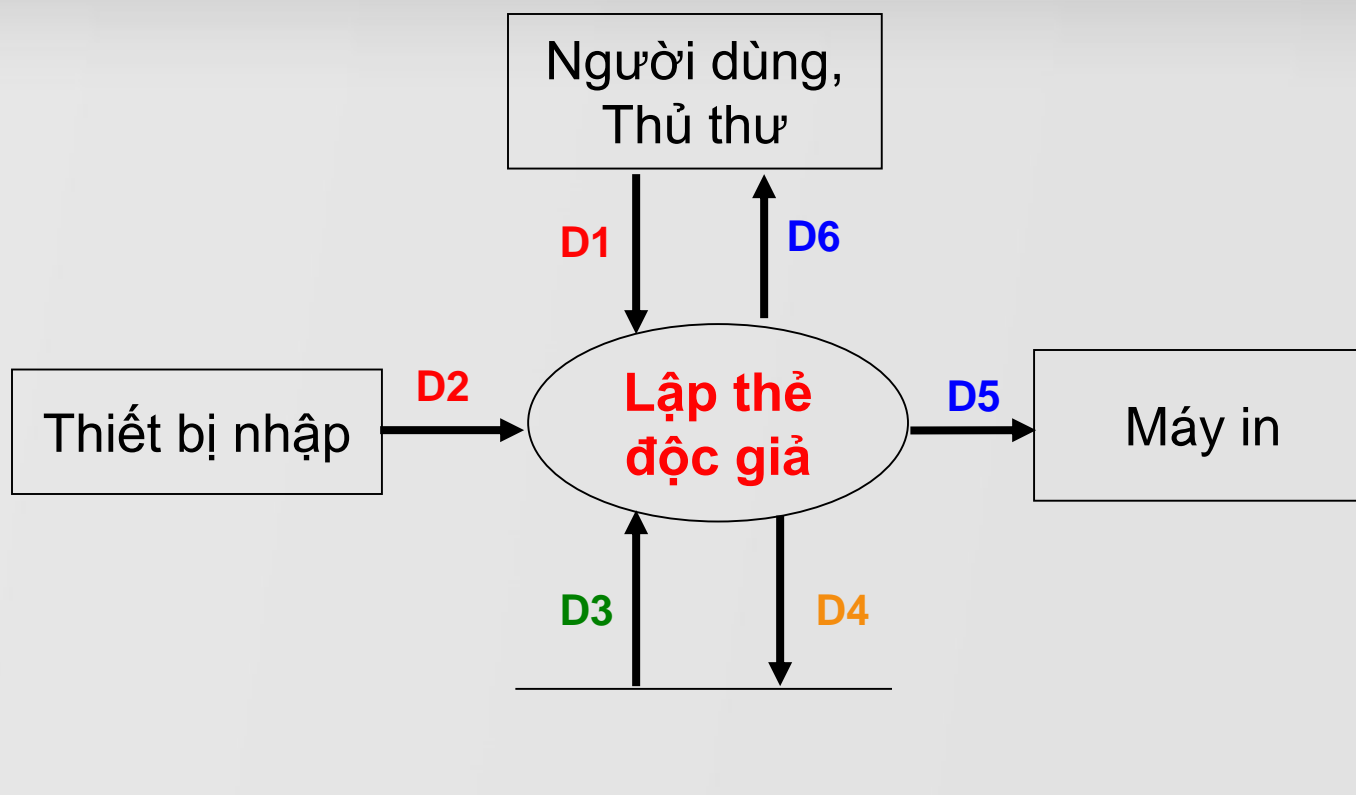 Người dùng,
Thủ thư
D1
D6
Thiết bị nhập
D2
Lập thẻ
độc giả
D5
Máy in
D3
D4